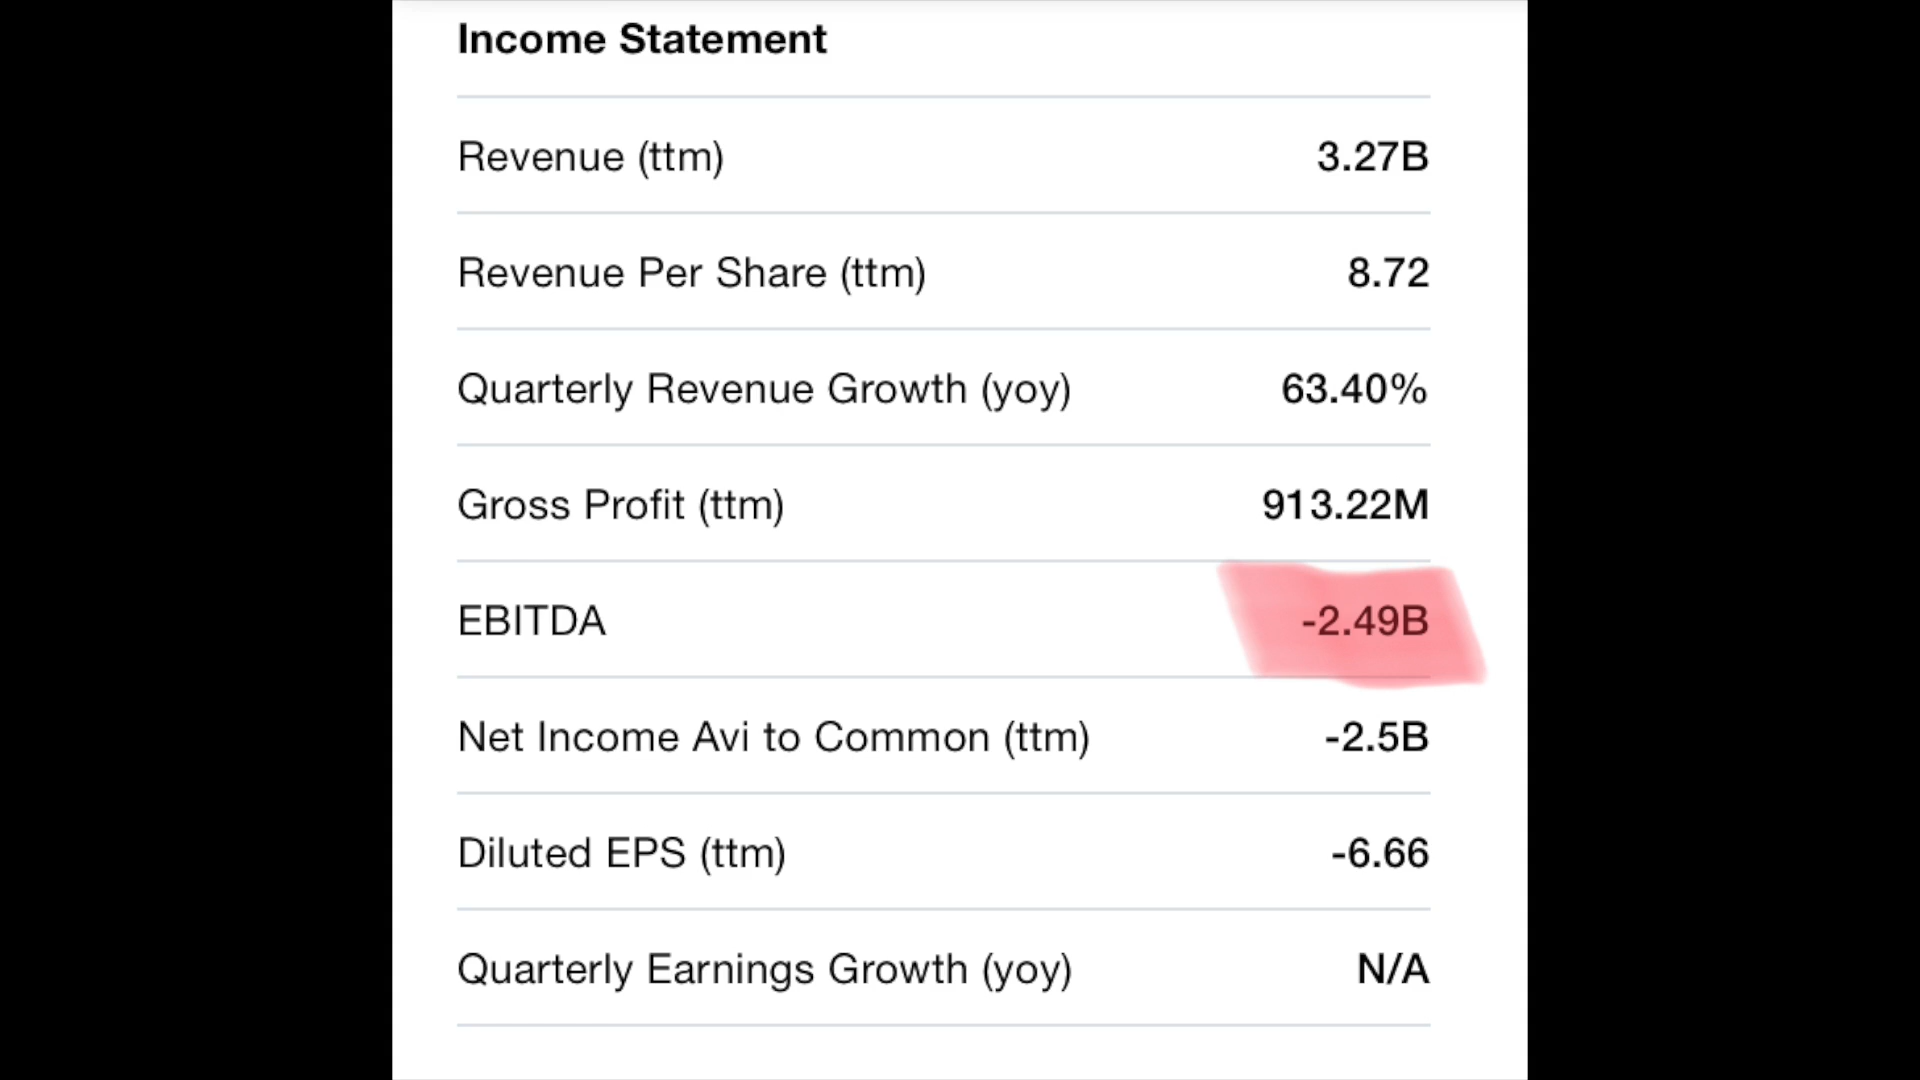 Income Statement
Revenue (ttm) 3.27B
Revenue Per Share (ttm) 8.72
Quarterly Revenue Growth (yoy) 63.40%
Gross Profit (ttm) 913.22M
EBITDA -2.49B
Net Income Avi to Common (ttm) -2.5B
Diluted EPS (ttm) -6.66
Quarterly Earnings Growth (yoy) N/A